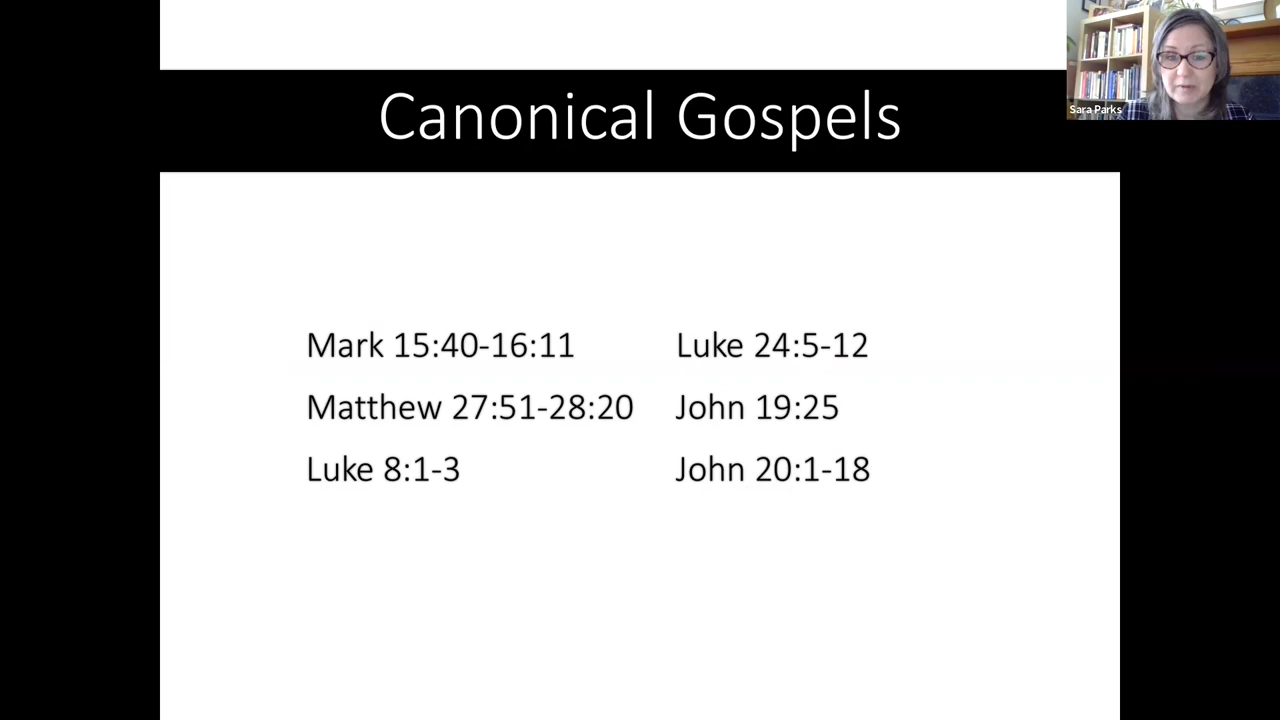 Canonical Gospels
Sara Parks
Mark 15:40-16:11
Matthew 27:51-28:20
Luke 8:1-3
Luke 24:5-12
John 19:25
John 20:1-18